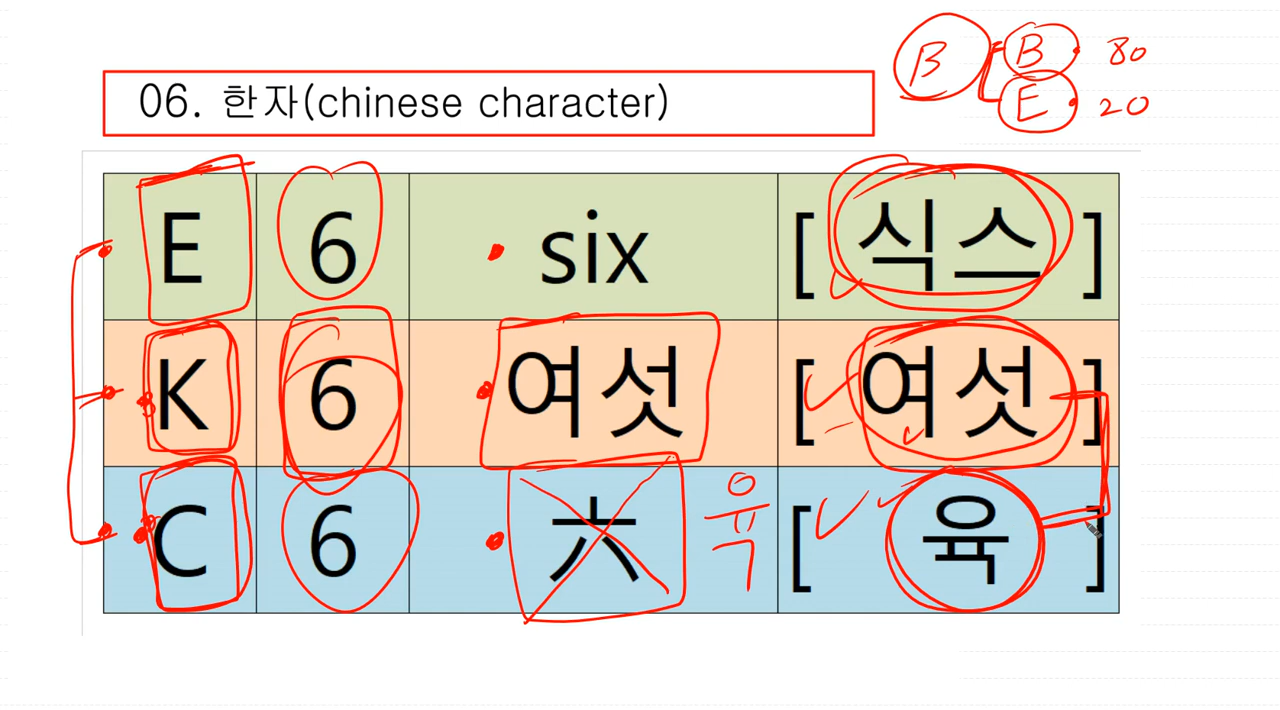 B B 80
E 20
06. 한자(chinese character)
E 6 six [ 식스 ]
K 6 여섯 [ 여섯 ]
C 6 六 육 [ 육 ]